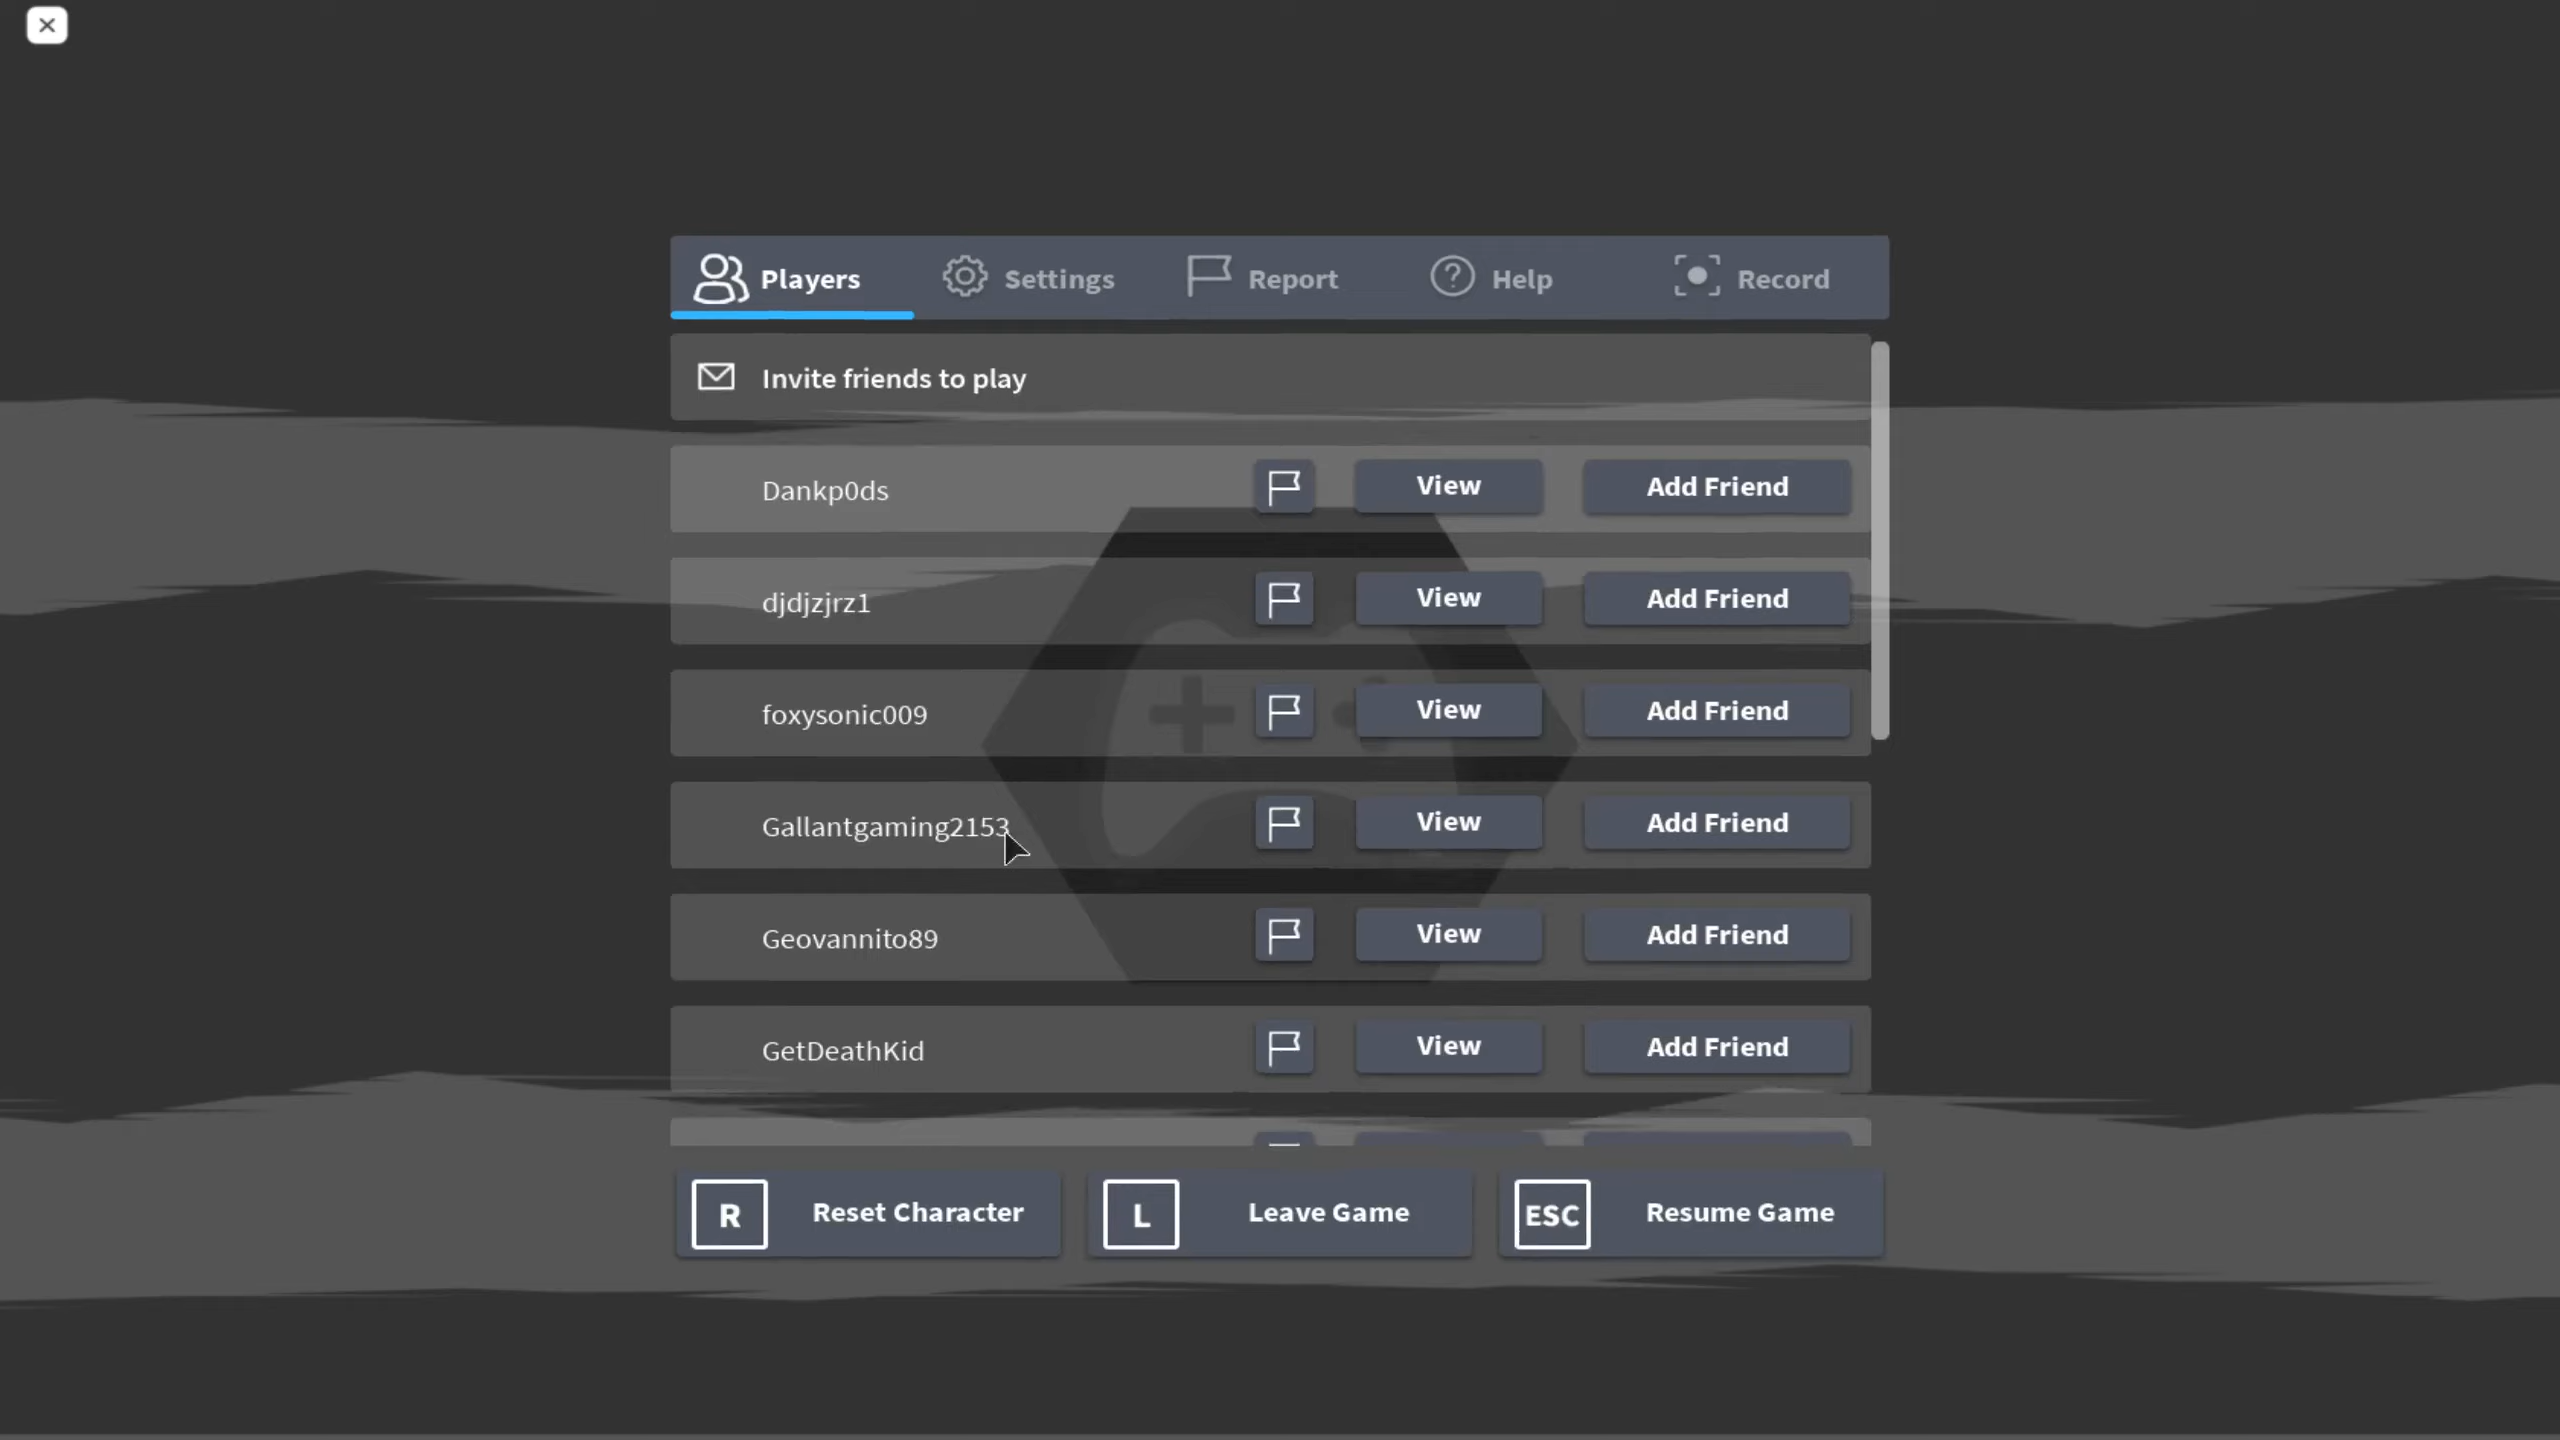 Players Settings Report Help Record
Invite friends to play
Dankp0ds View Add Friend
djdjzjrz1 View Add Friend
foxysonic009 View Add Friend
Gallantgaming2153 View Add Friend
Geovannito89 View Add Friend
GetDeathKid View Add Friend
R Reset Character L Leave Game ESC Resume Game